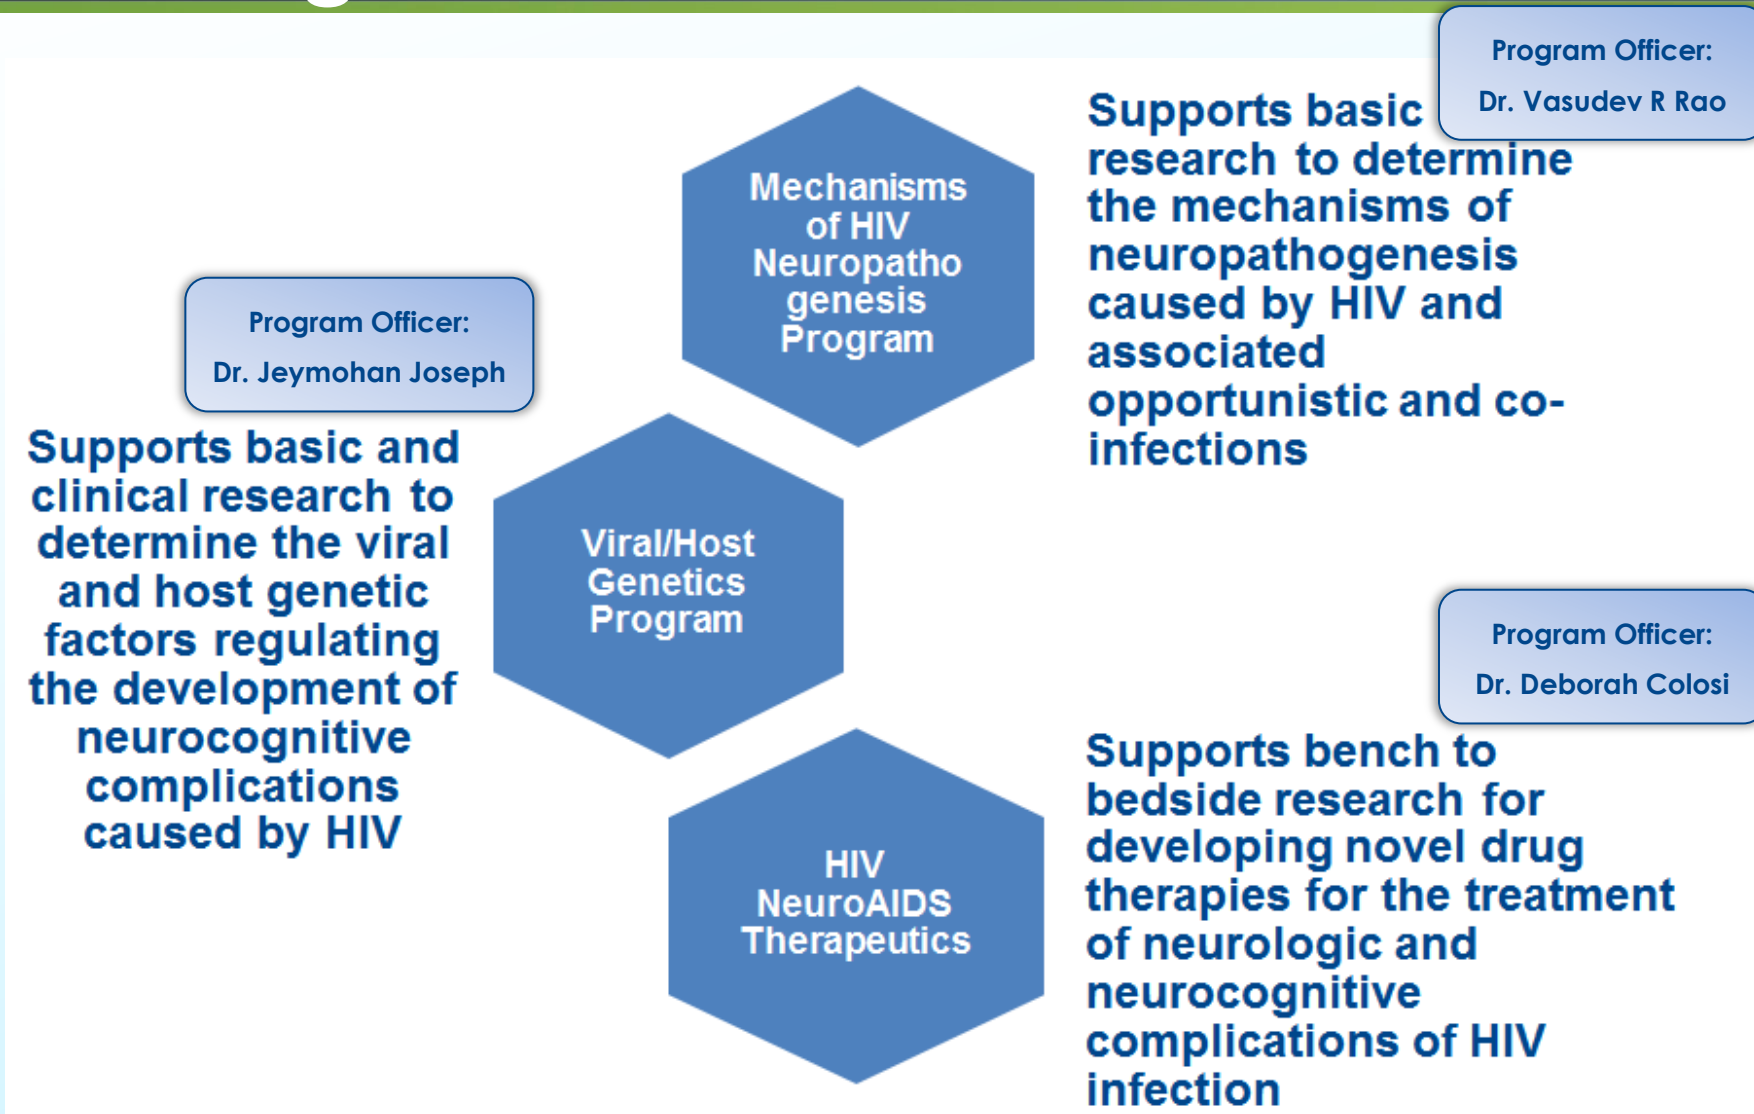 Program Officer:
Dr. Vasudev R Rao
Mechanisms
of HIV
Neuropatho
genesis
Program
Supports basic
research to determine
the mechanisms of
neuropathogenesis
caused by HIV and
associated
opportunistic and co-
infections
Program Officer:
Dr. Jeymohan Joseph
Supports basic and
clinical research to
determine the viral
and host genetic
factors regulating
the development of
neurocognitive
complications
caused by HIV
Viral/Host
Genetics
Program
Program Officer:
Dr. Deborah Colosi
HIV
NeuroAIDS
Therapeutics
Supports bench to
bedside research for
developing novel drug
therapies for the treatment
of neurologic and
neurocognitive
complications of HIV
infection